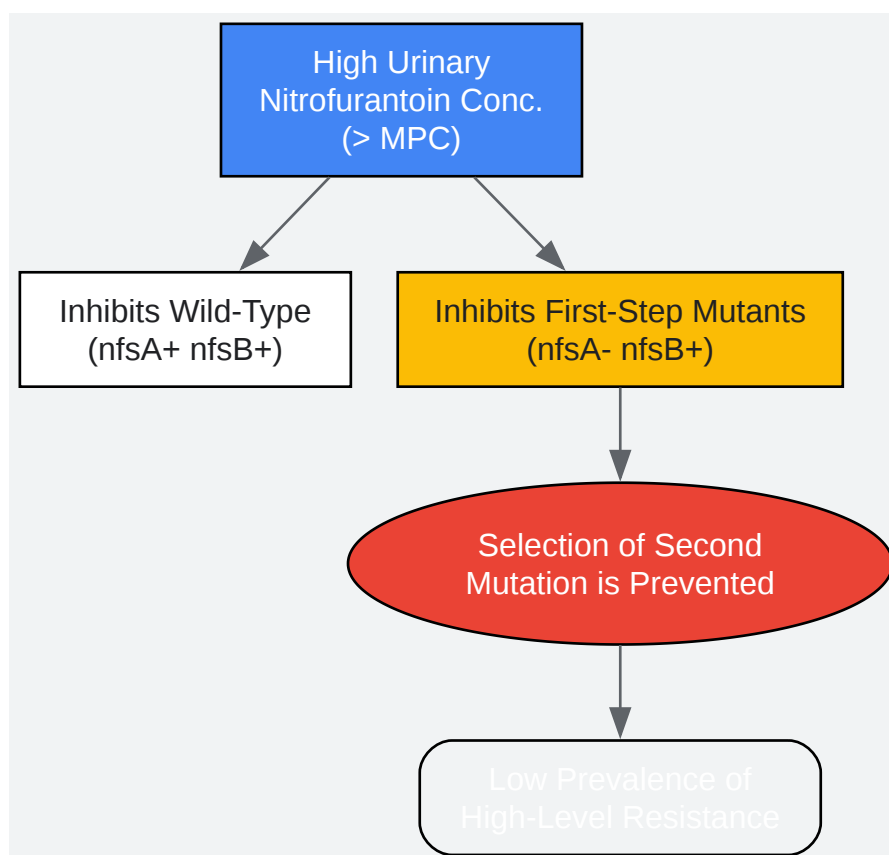 High Urinary
Nitrofurantoin Conc.
(> MPC)
Inhibits Wild-Type
(nfsA+ nfsB+)
Inhibits First-Step Mutants
(nfsA- nfsB+)
Selection of Second
Mutation is Prevented
Low Prevalence of
High-Level Resistance